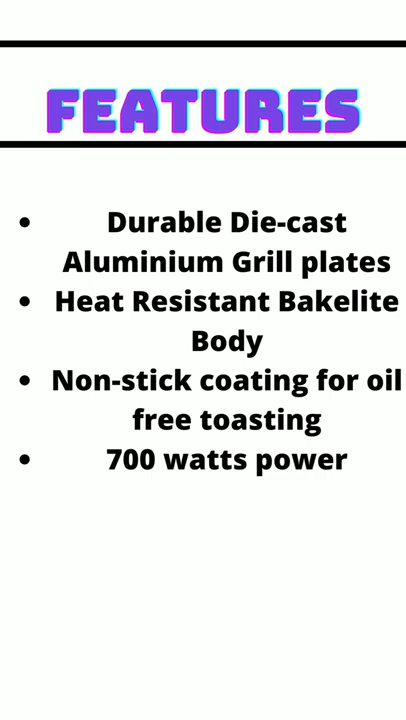 FEATURES
• Durable Die-cast
Aluminium Grill plates
• Heat Resistant Bakelite
Body
• Non-stick coating for oil
free toasting
• 700 watts power